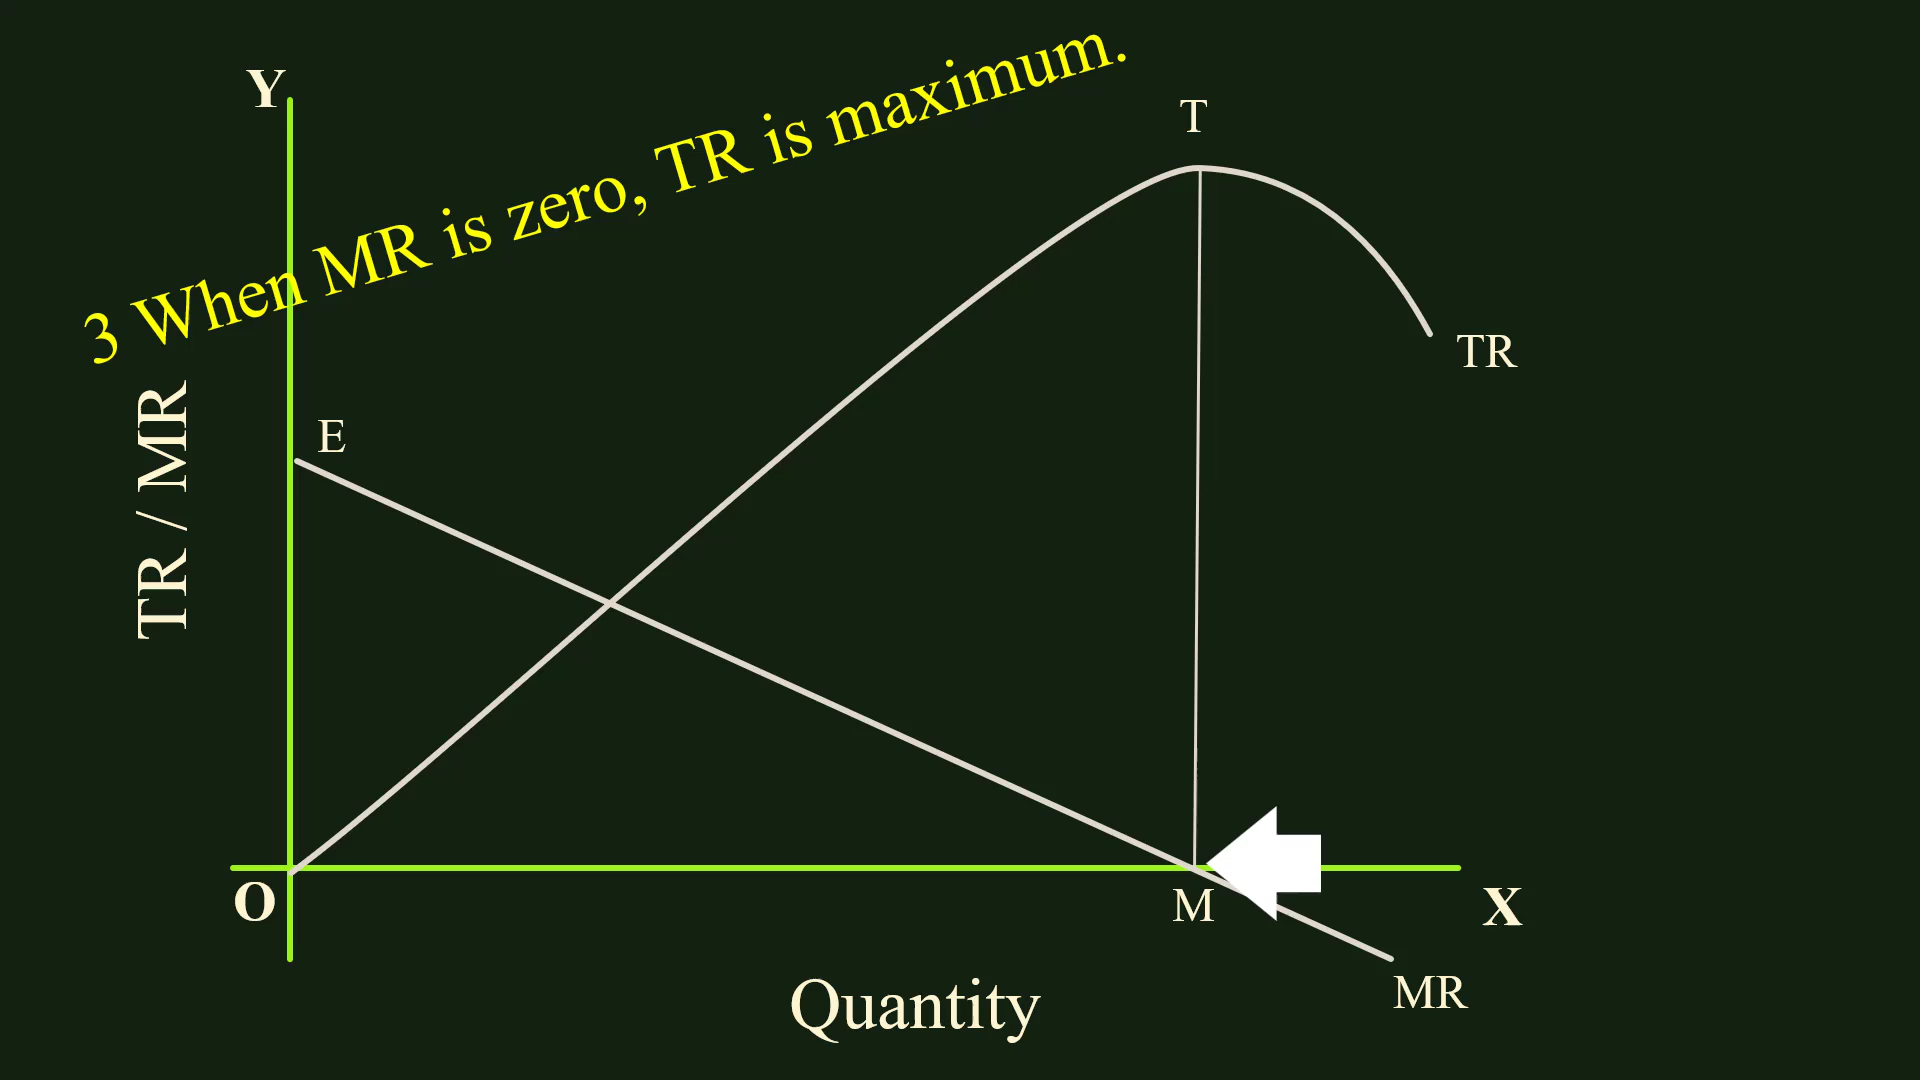 3 When MR is zero, TR is maximum.
Y
T
TR
E
TR / MR
O
M
X
MR
Quantity